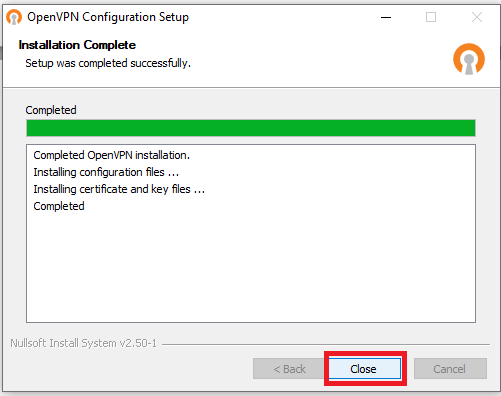 OpenVPN Configuration Setup
Installation Complete
Setup was completed successfully.
Completed
Completed OpenVPN installation.
Installing configuration files ...
Installing certificate and key files ...
Completed
Nullsoft Install System v2.50-1
< Back
Close
Cancel